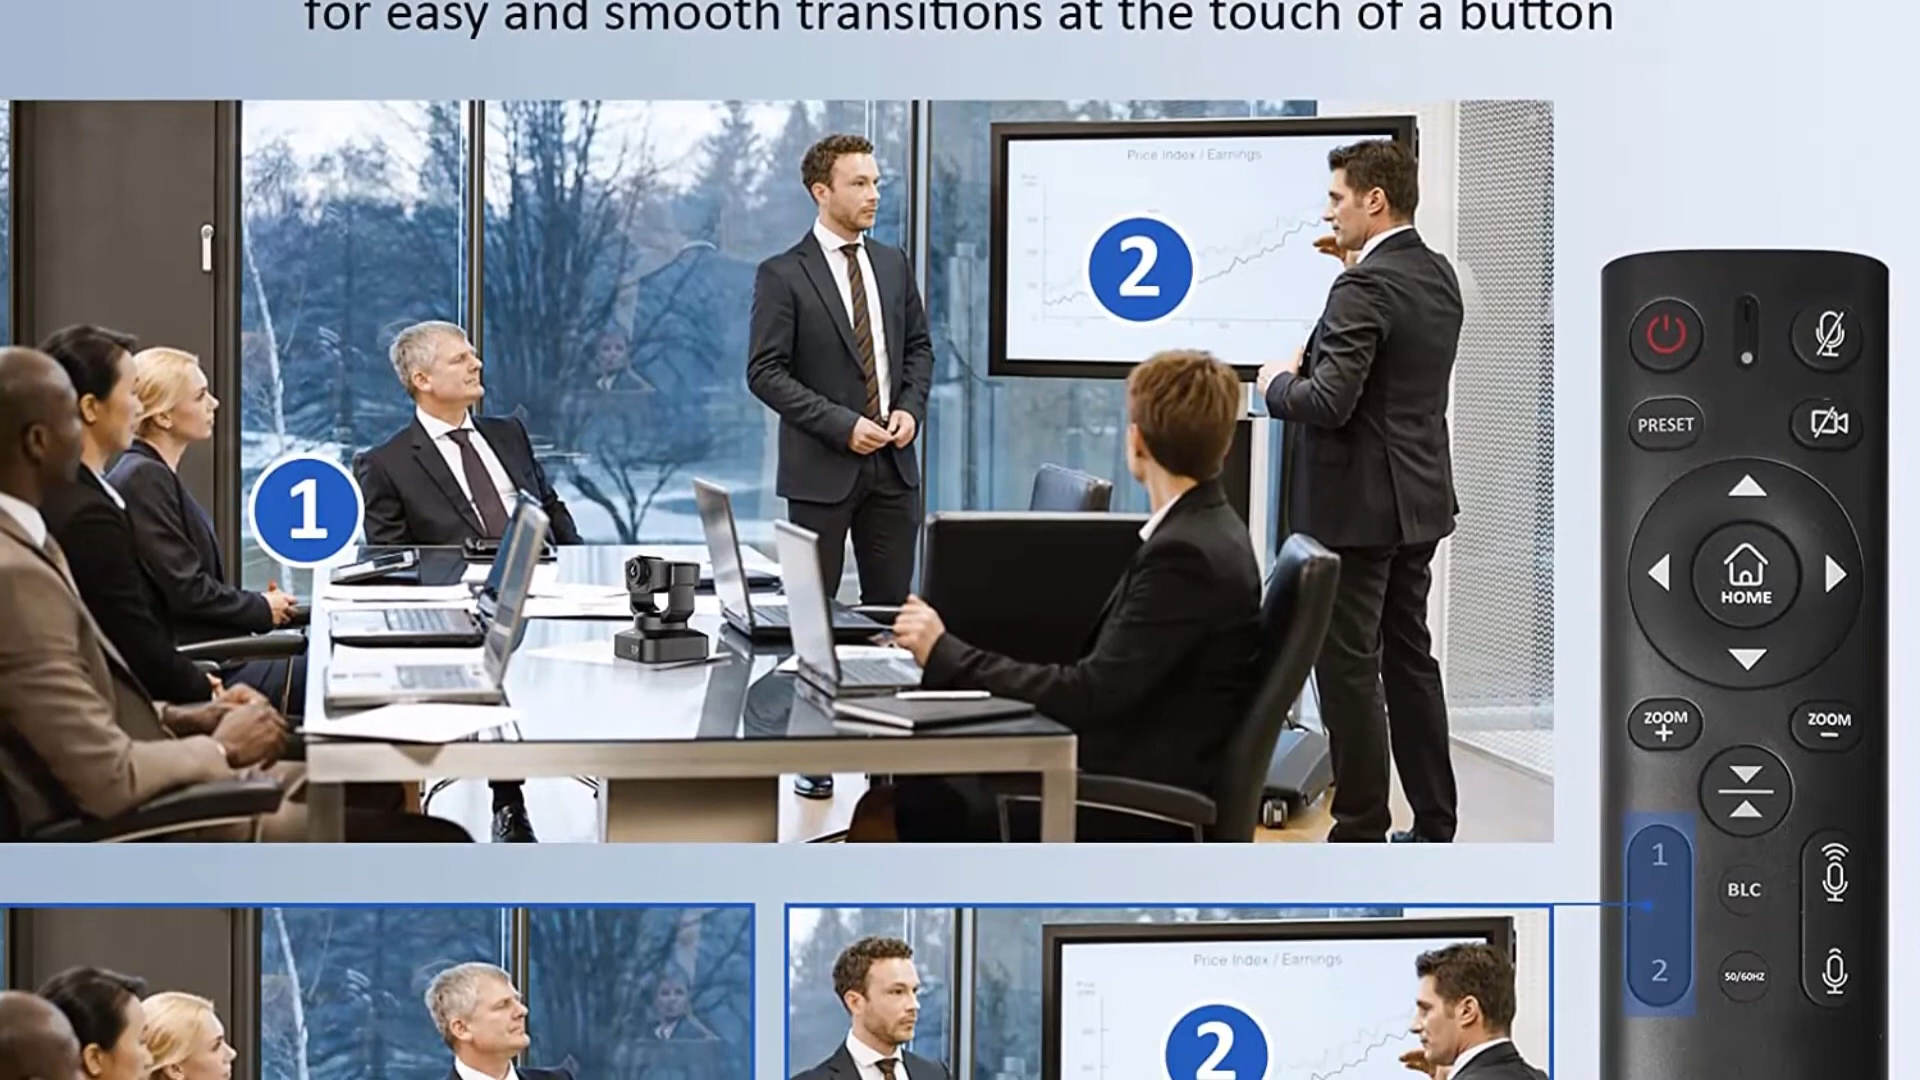 for easy and smooth transitions at the touch of a button
Price Index / Earnings
2
1
PRESET
HOME
ZOOM
+
ZOOM
-
1
BLC
2
50/60HZ
Price Index / Earnings
2